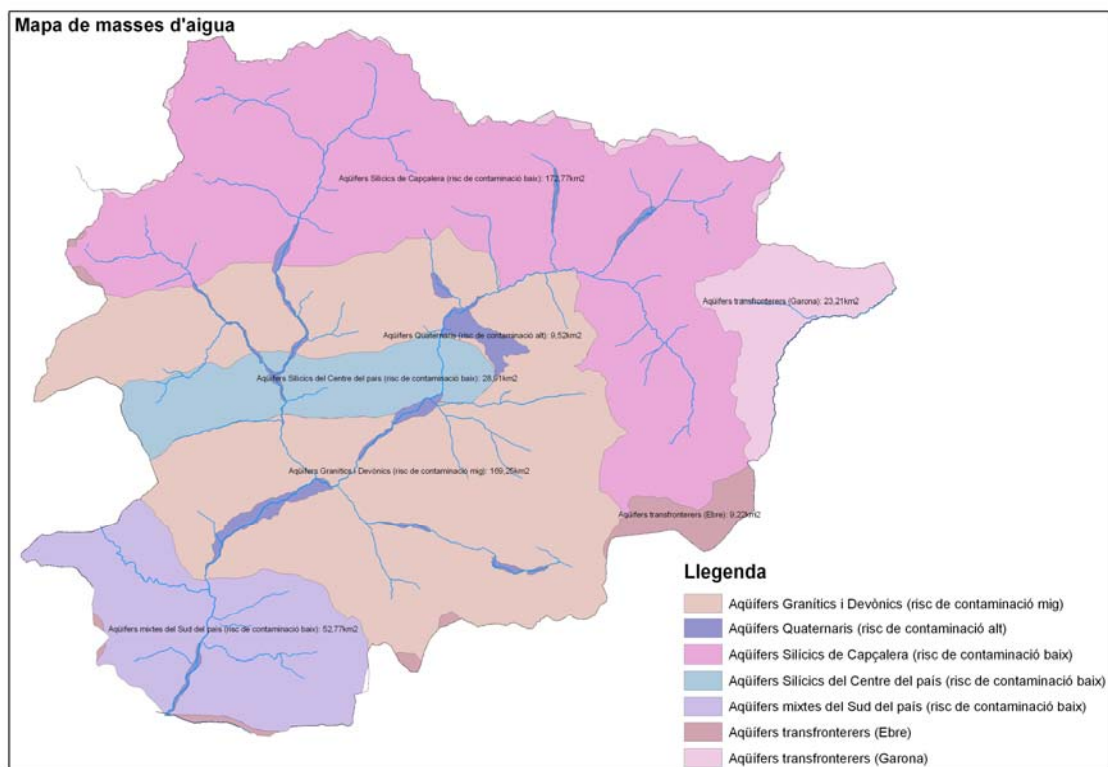 Mapa de masses d'aigua
Aqüífers Silícics de Capçalera (risc de contaminació baix): 172,77km2
Aqüífers transfronterers (Garona): 23,21km2
Aqüífers Quaternaris (risc de contaminació alt): 9,52km2
Aqüífers Silícics del Centre del país (risc de contaminació baix): 28,91km2
Aqüífers Granítics i Devònics (risc de contaminació mig): 169,25km2
Aqüífers transfronterers (Ebre): 9,22km2
Aqüífers mixtes del Sud del país (risc de contaminació baix): 52,77km2
Llegenda
Aqüífers Granítics i Devònics (risc de contaminació mig)
Aqüífers Quaternaris (risc de contaminació alt)
Aqüífers Silícics de Capçalera (risc de contaminació baix)
Aqüífers Silícics del Centre del país (risc de contaminació baix)
Aqüífers mixtes del Sud del país (risc de contaminació baix)
Aqüífers transfronterers (Ebre)
Aqüífers transfronterers (Garona)